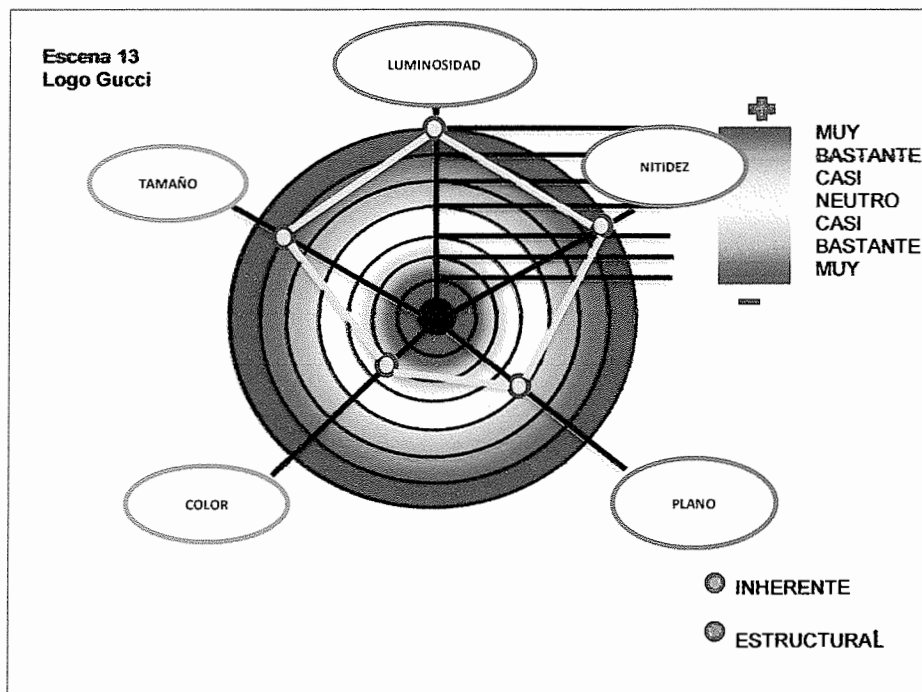 Escena 13
Logo Gucci
LUMINOSIDAD
TAMAÑO
NITIDEZ
+
MUY
BASTANTE
CASI
NEUTRO
CASI
BASTANTE
MUY
-
COLOR
PLANO
INHERENTE
ESTRUCTURAL